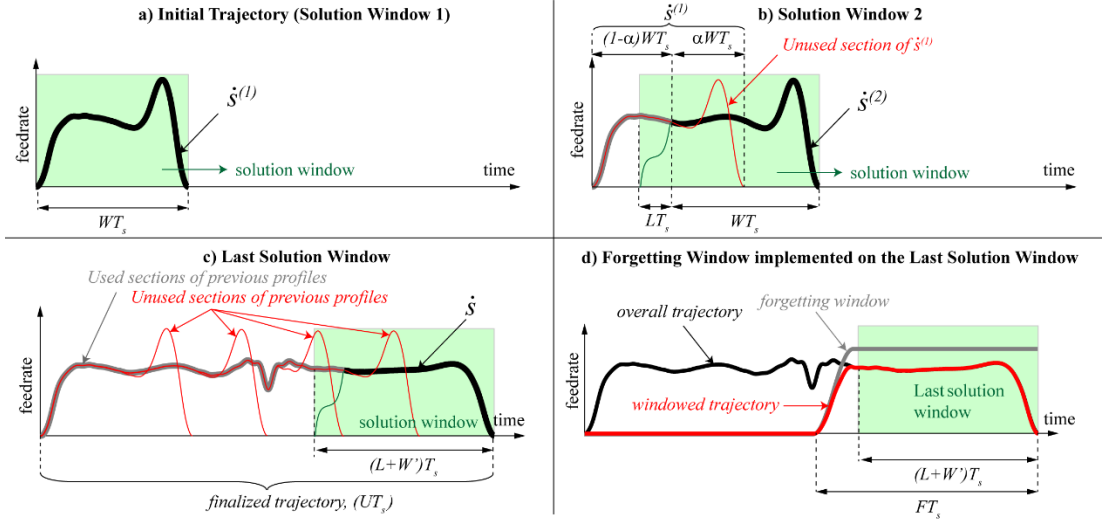 a) Initial Trajectory (Solution Window 1)
feedrate
ṡ⁽¹⁾
solution window
time
WTₛ
b) Solution Window 2
ṡ⁽¹⁾
(1-α)WTₛ
αWTₛ
Unused section of ṡ⁽¹⁾
feedrate
ṡ⁽²⁾
solution window
time
LTₛ
WTₛ
c) Last Solution Window
Used sections of previous profiles
Unused sections of previous profiles
ṡ
feedrate
time
solution window
(L+W')Tₛ
finalized trajectory, (UTₛ)
d) Forgetting Window implemented on the Last Solution Window
forgetting window
overall trajectory
feedrate
windowed trajectory
Last solution
window
time
(L+W')Tₛ
FTₛ